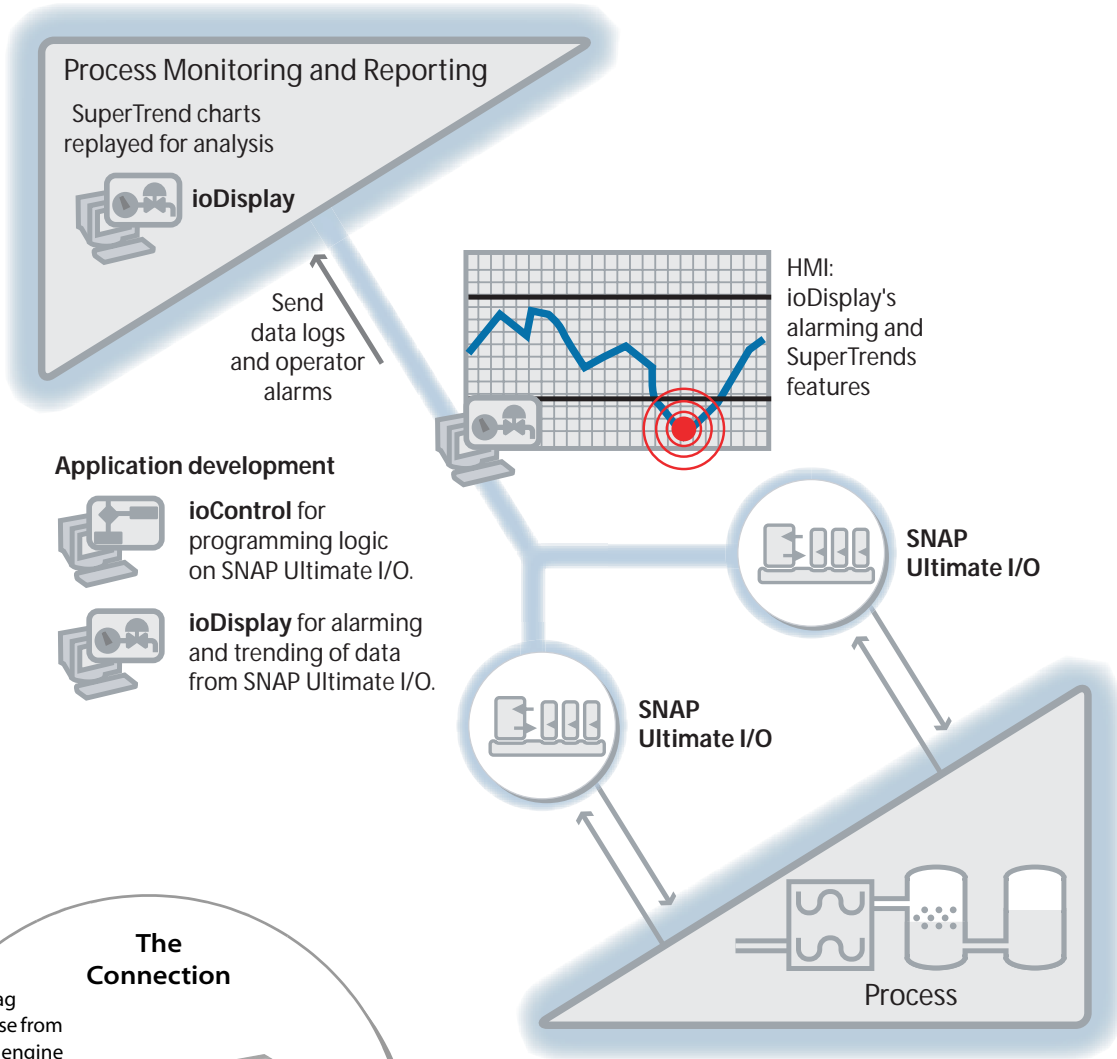 Process Monitoring and Reporting
SuperTrend charts
replayed for analysis
ioDisplay
Send
data logs
and operator
alarms
HMI:
ioDisplay's
alarming and
SuperTrends
features
Application development
ioControl for
programming logic
on SNAP Ultimate I/O.
ioDisplay for alarming
and trending of data
from SNAP Ultimate I/O.
SNAP
Ultimate I/O
SNAP
Ultimate I/O
Process
The
Connection
from
engine